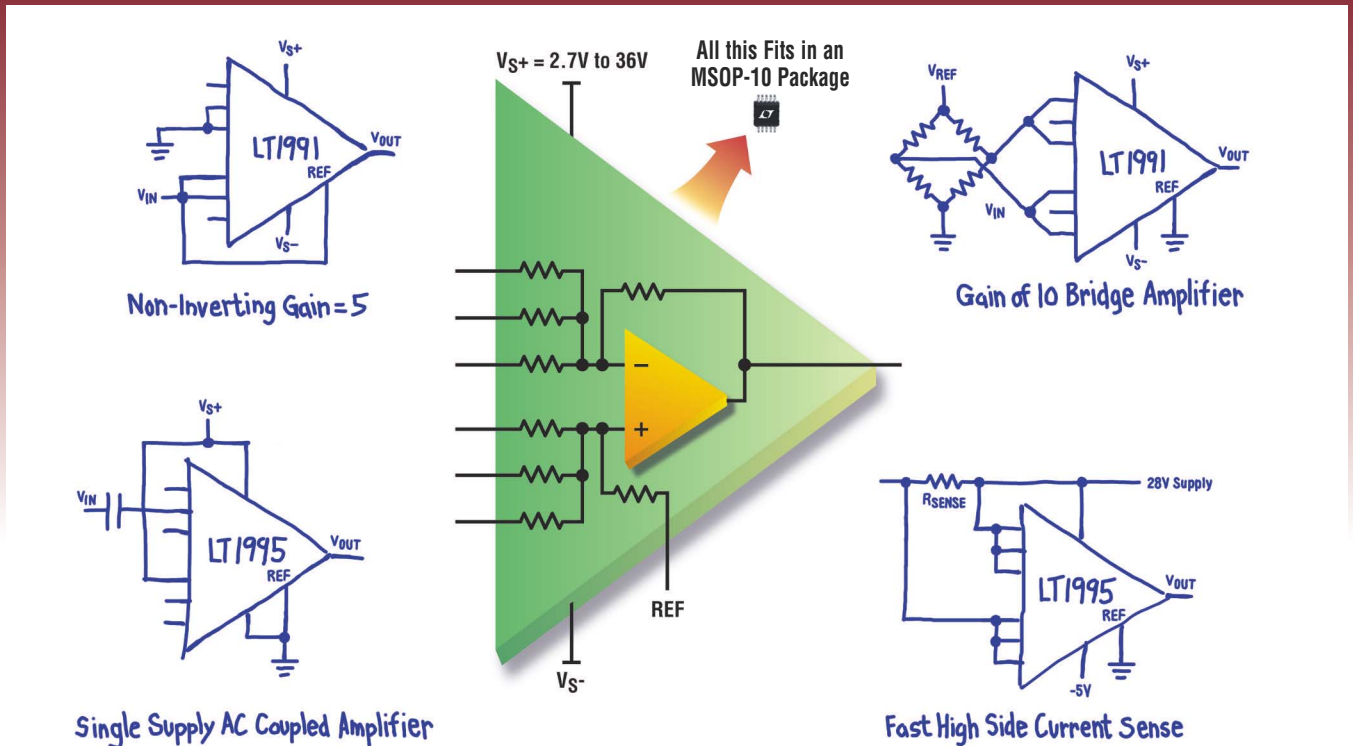 VS+
LT1991
VOUT
REF
VIN
VS-
Non-Inverting Gain=5
VS+ = 2.7V to 36V
All this Fits in an
MSOP-10 Package
LT
−
+
REF
VS-
VREF
VS+
LT1991
VOUT
REF
VIN
VS-
Gain of 10 Bridge Amplifier
VS+
VIN
LT1995
VOUT
REF
Single Supply AC Coupled Amplifier
RSENSE
28V Supply
LT1995
VOUT
REF
-5V
Fast High Side Current Sense